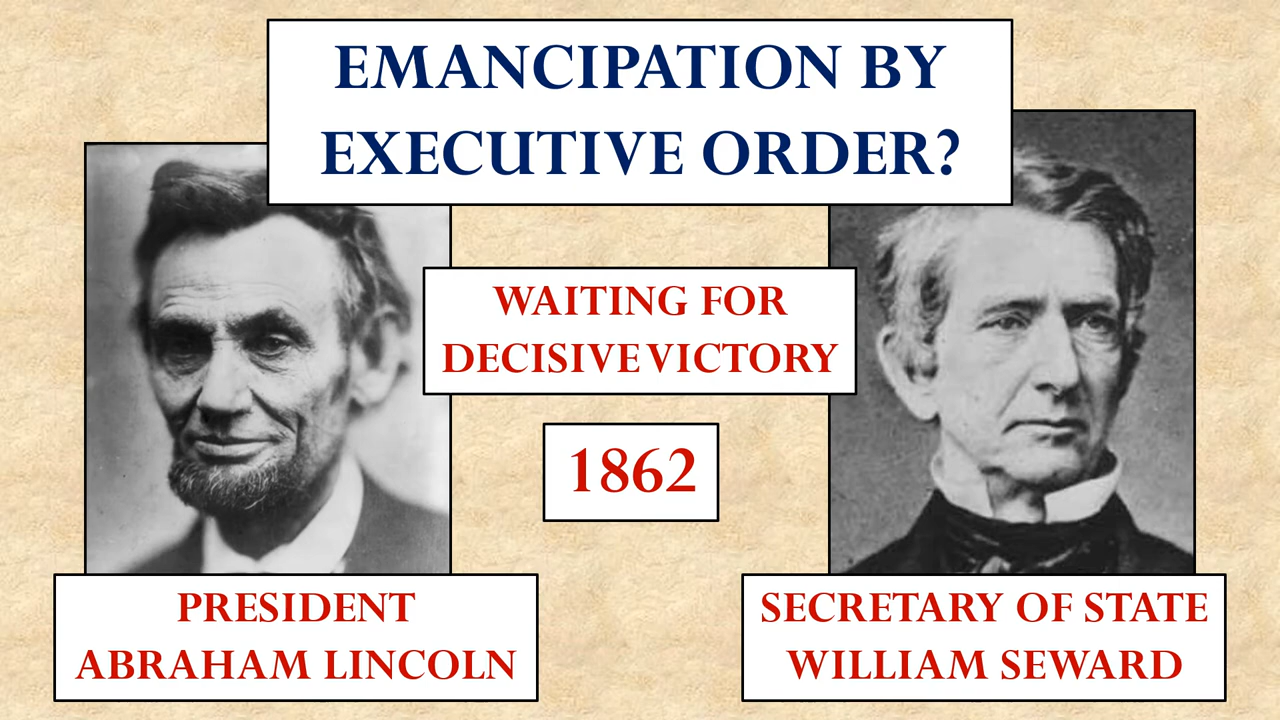 EMANCIPATION BY
EXECUTIVE ORDER?
WAITING FOR
DECISIVE VICTORY
1862
PRESIDENT
ABRAHAM LINCOLN
SECRETARY OF STATE
WILLIAM SEWARD